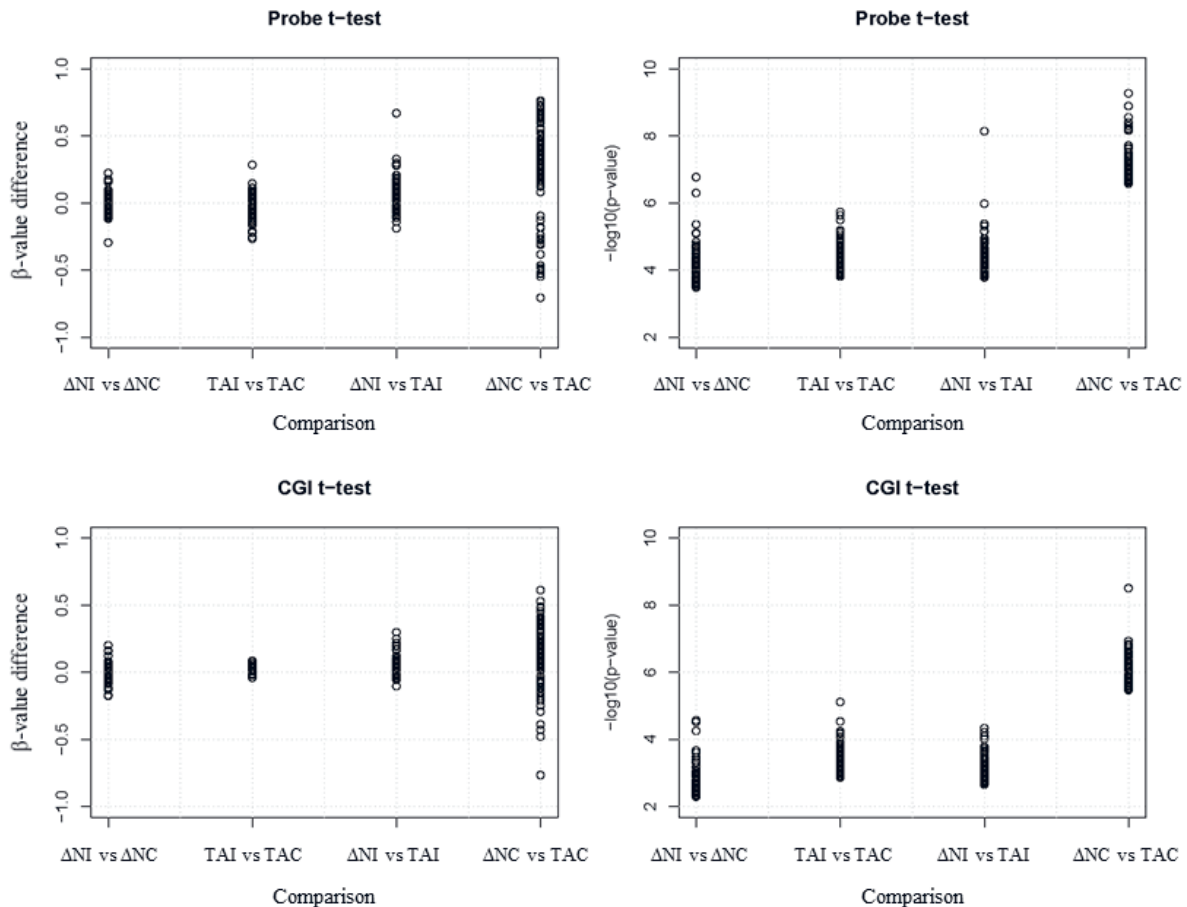 Probe t−test
β-value difference
1.0
0.5
0.0
−0.5
−1.0
ΔNI vs ΔNC TAI vs TAC ΔNI vs TAI ΔNC vs TAC
Comparison
Probe t−test
−log10(p−value)
10
8
6
4
2
ΔNI vs ΔNC TAI vs TAC ΔNI vs TAI ΔNC vs TAC
Comparison
CGI t−test
β-value difference
1.0
0.5
0.0
−0.5
−1.0
ΔNI vs ΔNC TAI vs TAC ΔNI vs TAI ΔNC vs TAC
Comparison
CGI t−test
−log10(p−value)
10
8
6
4
2
ΔNI vs ΔNC TAI vs TAC ΔNI vs TAI ΔNC vs TAC
Comparison